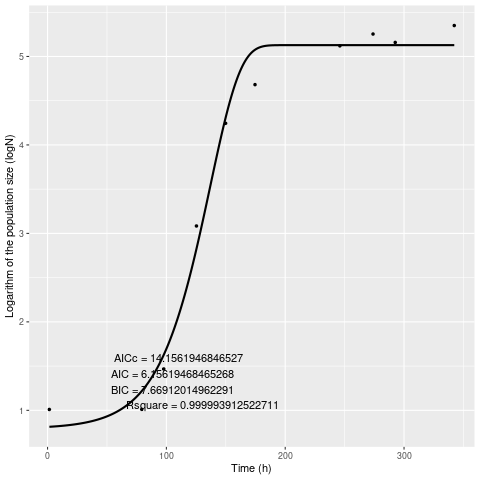 5
4
3
2
1
Logarithm of the population size (logN)
AICc = 14.1561946846527
AIC = 6.15619468465268
BIC = 7.66912014962291
Rsquare = 0.999993912522711
0
100
200
300
Time (h)